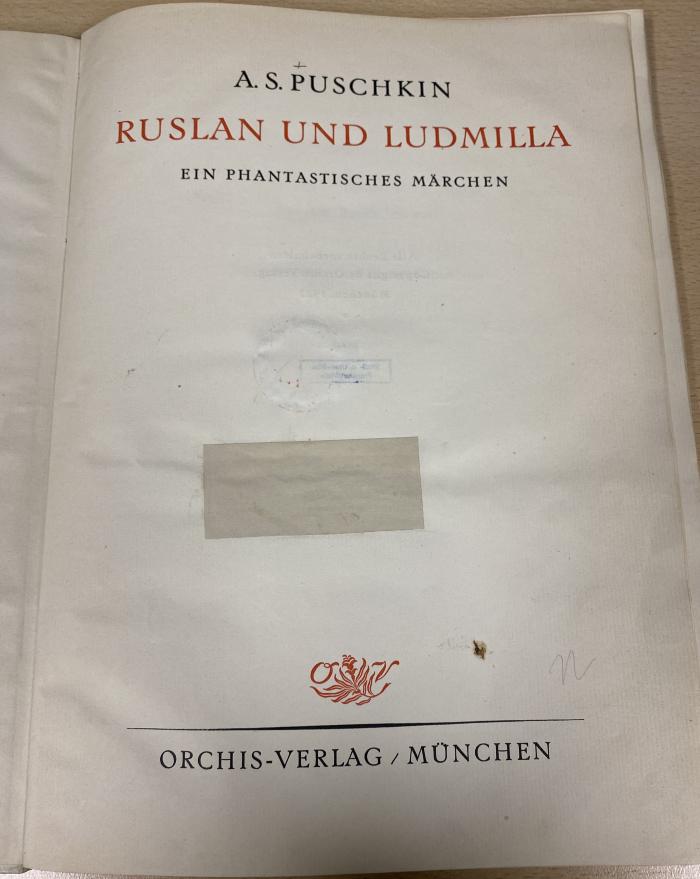 A. S. PUSCHKIN
RUSLAN UND LUDMILLA
EIN PHANTASTISCHES MÄRCHEN
O V
ORCHIS-VERLAG / MÜNCHEN